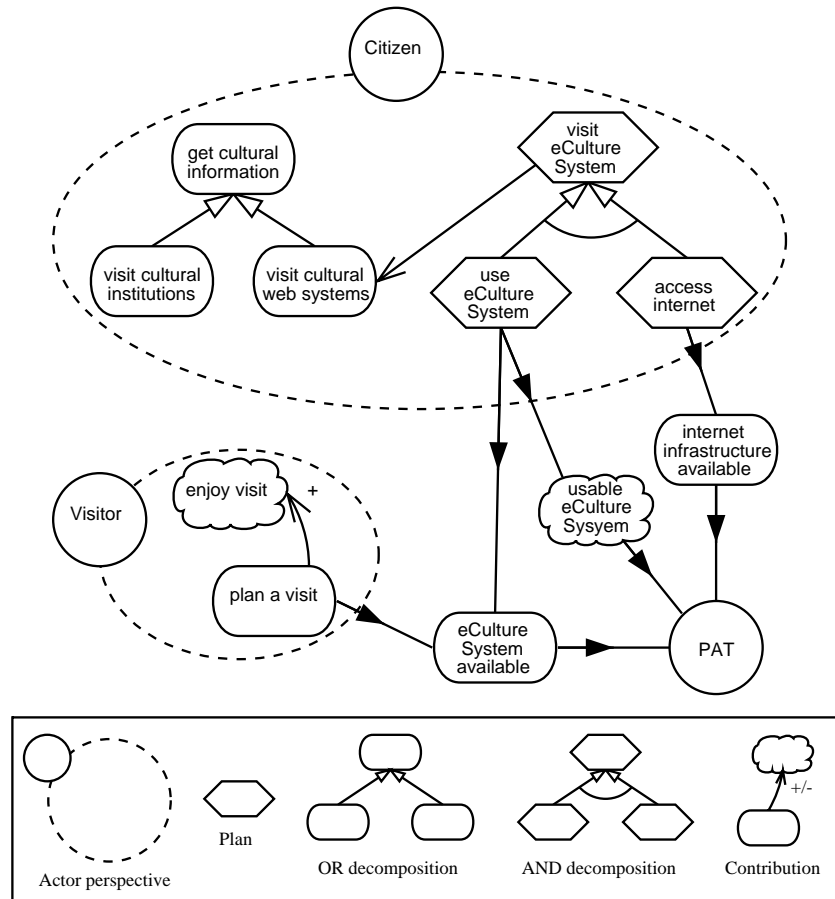 Citizen
get cultural
information
visit
eCulture
System
visit cultural
institutions
visit cultural
web systems
use
eCulture
System
access
internet
internet
infrastructure
available
usable
eCulture
Sysyem
enjoy visit
+
Visitor
plan a visit
eCulture
System
available
PAT
Actor perspective
Plan
OR decomposition
AND decomposition
+/-
Contribution